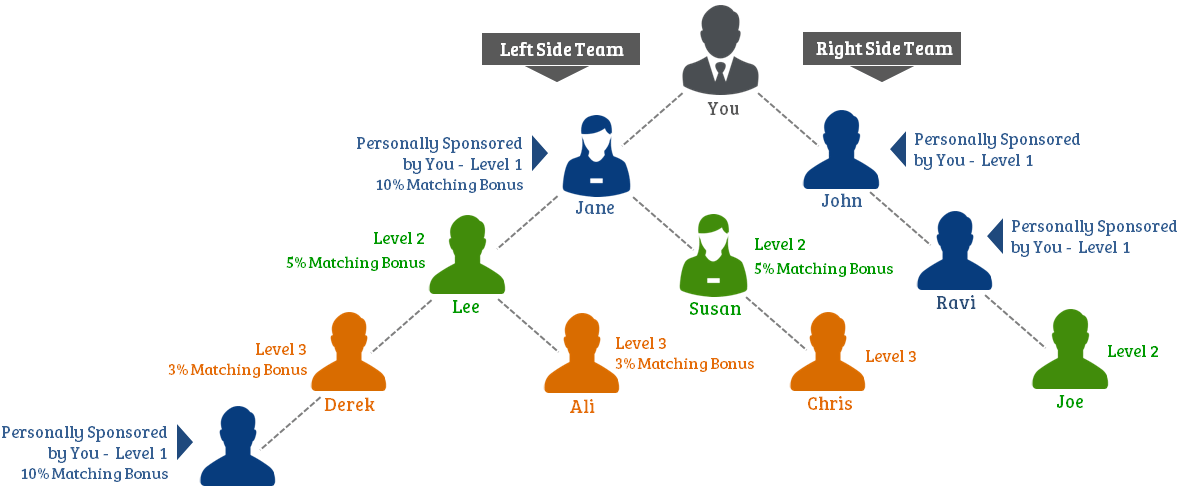 Left Side Team
Right Side Team
You
Personally Sponsored
by You - Level 1
10% Matching Bonus
Personally Sponsored
by You - Level 1
Jane
John
Level 2
5% Matching Bonus
Level 2
5% Matching Bonus
Personally Sponsored
by You - Level 1
Lee
Susan
Ravi
Level 3
3% Matching Bonus
Level 3
3% Matching Bonus
Level 3
Level 2
Derek
Ali
Chris
Joe
Personally Sponsored
by You - Level 1
10% Matching Bonus